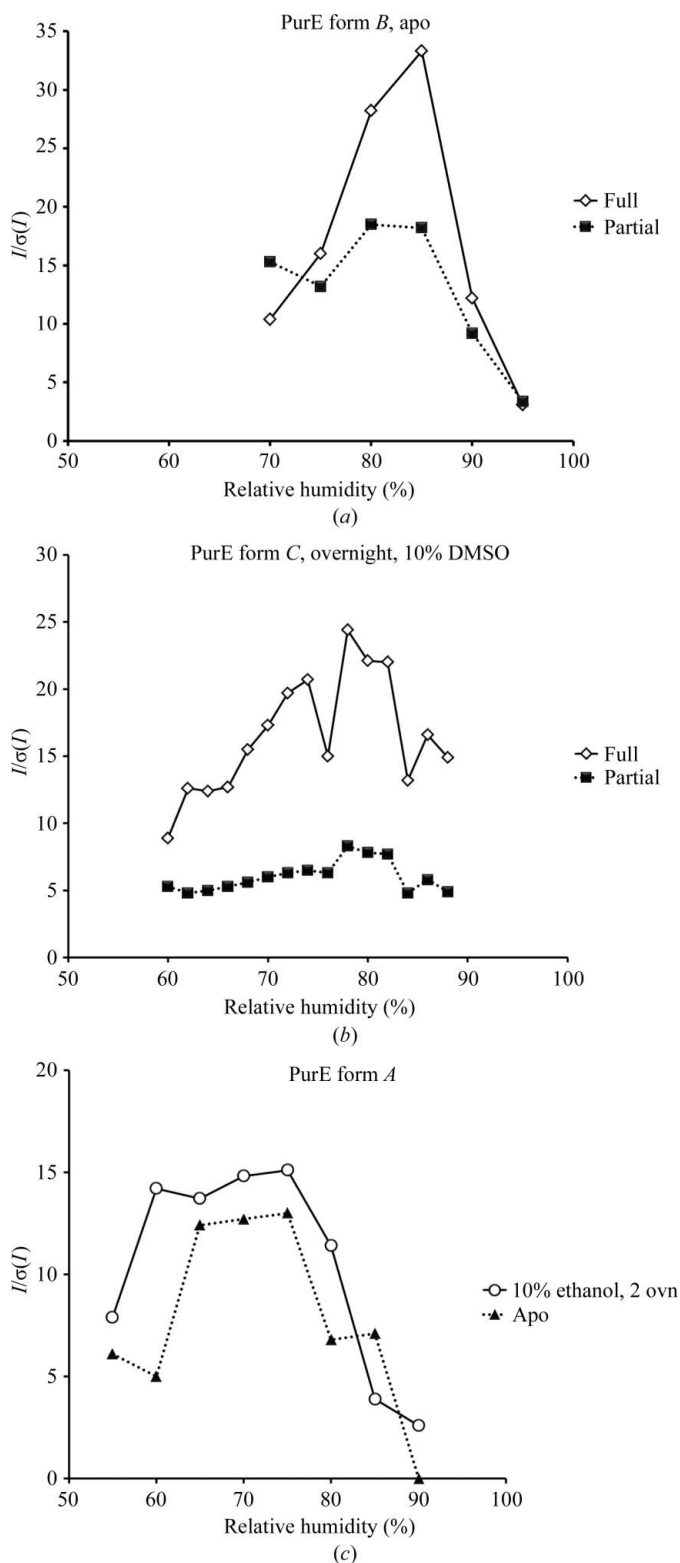 PurE form B, apo
35
30
25
20
15
10
5
0
I/σ(I)
Full
Partial
50 60 70 80 90 100
Relative humidity (%)
(a)
PurE form C, overnight, 10% DMSO
30
25
20
15
10
5
0
I/σ(I)
Full
Partial
50 60 70 80 90 100
Relative humidity (%)
(b)
PurE form A
20
15
10
5
0
I/σ(I)
10% ethanol, 2 ovn
Apo
50 60 70 80 90 100
Relative humidity (%)
(c)